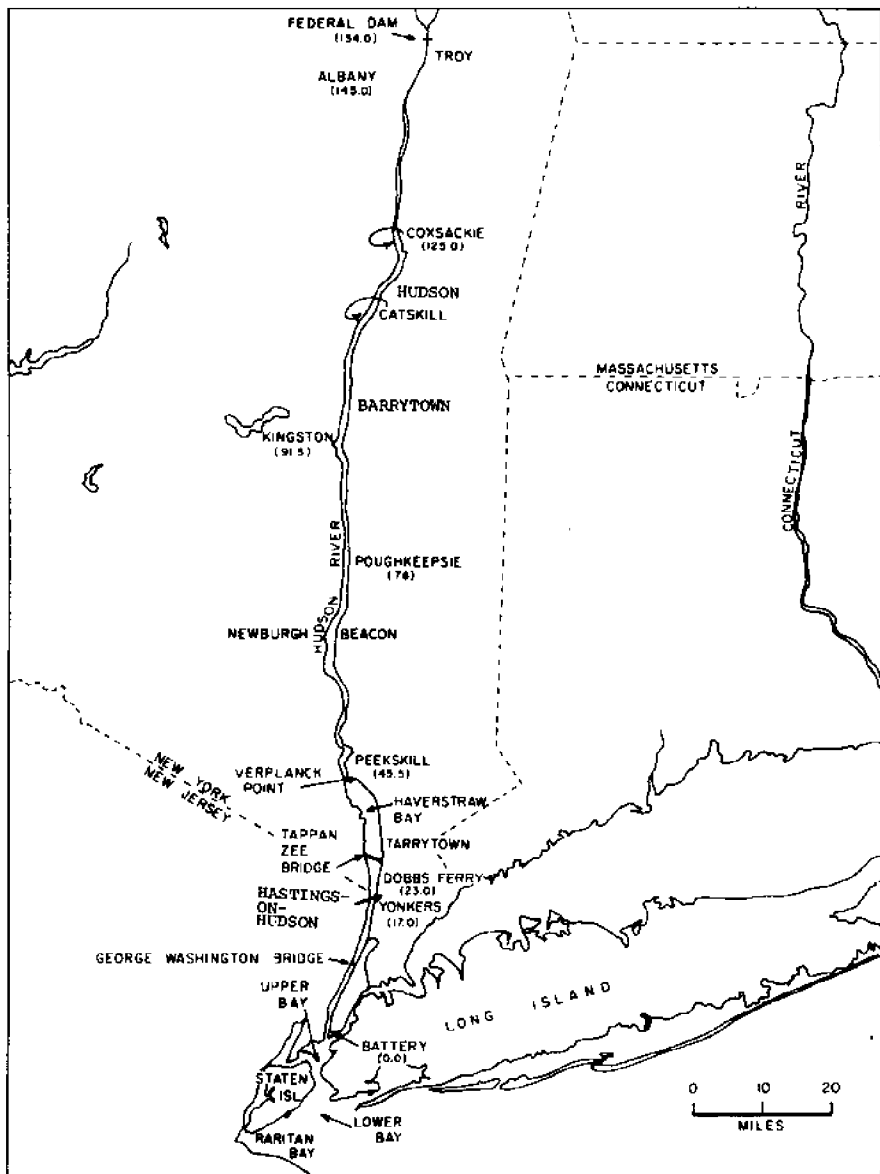 FEDERAL DAM
(154.0)
TROY
ALBANY
(145.0)
RIVER
COXSACKIE
(125.0)
HUDSON
CATSKILL
MASSACHUSETTS
CONNECTICUT
BARRYTOWN
KINGSTON
(91.5)
CONNECTICUT
RIVER
POUGHKEEPSIE
(76)
HUDSON
NEWBURGH
BEACON
NEW YORK
NEW JERSEY
PEEKSKILL
(45.5)
VERPLANCK
POINT
HAVERSTRAW
BAY
TAPPAN
ZEE
BRIDGE
TARRYTOWN
DOBBS FERRY
(23.0)
HASTINGS-
ON-
HUDSON
YONKERS
(17.0)
GEORGE WASHINGTON BRIDGE
UPPER
BAY
LONG ISLAND
BATTERY
(0.0)
STATEN
ISL
LOWER
BAY
RARITAN
BAY
0 10 20
MILES